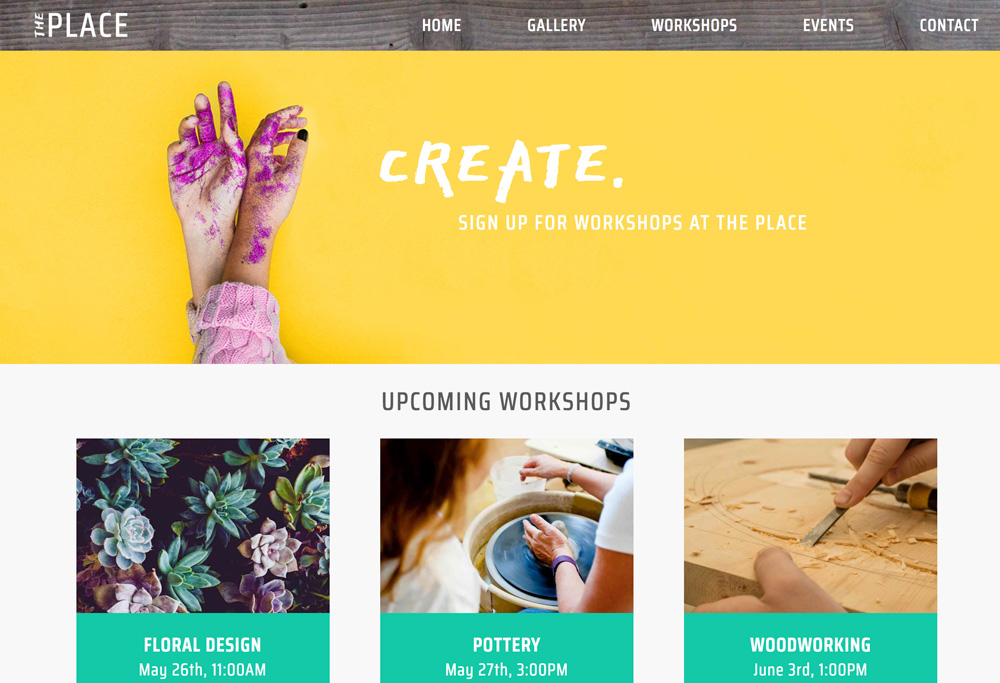 THE PLACE
HOME GALLERY WORKSHOPS EVENTS CONTACT
CREATE.
SIGN UP FOR WORKSHOPS AT THE PLACE
UPCOMING WORKSHOPS
FLORAL DESIGN
May 26th, 11:00AM
POTTERY
May 27th, 3:00PM
WOODWORKING
June 3rd, 1:00PM